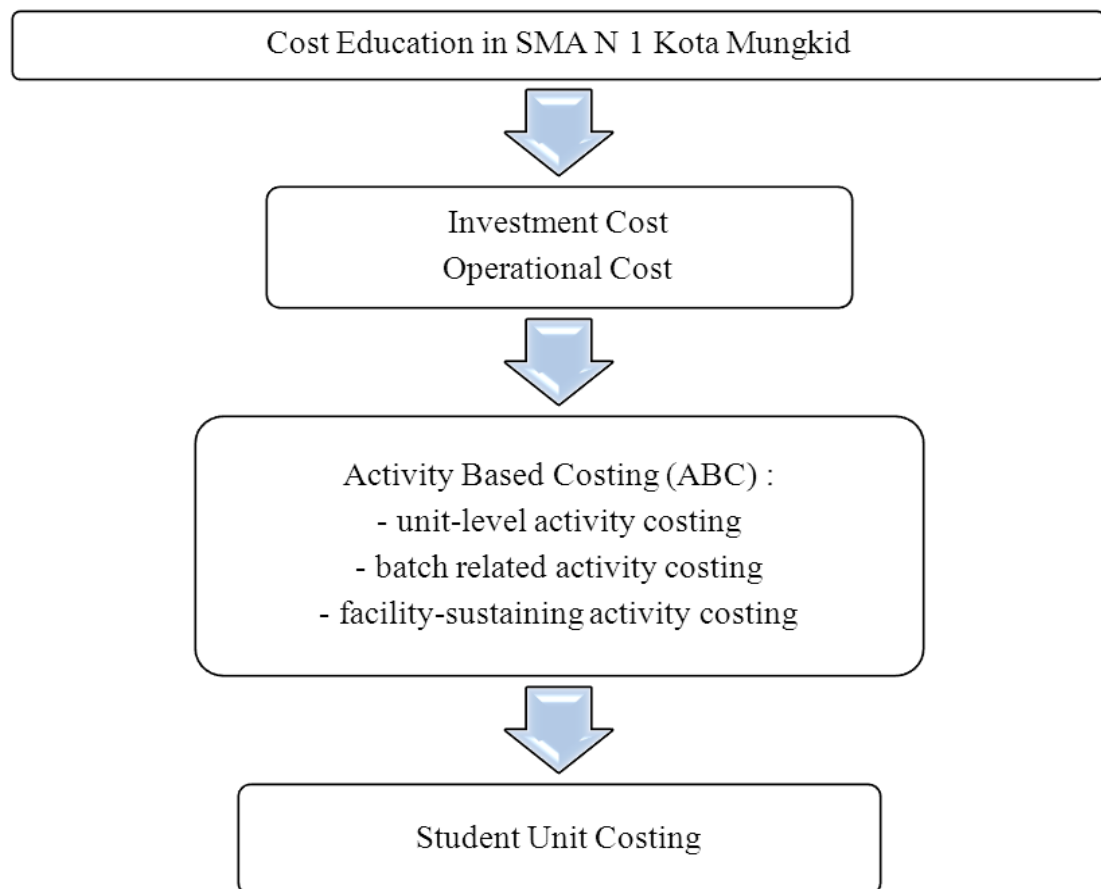 Cost Education in SMA N 1 Kota Mungkid
Investment Cost
Operational Cost
Activity Based Costing (ABC) :
- unit-level activity costing
- batch related activity costing
- facility-sustaining activity costing
Student Unit Costing